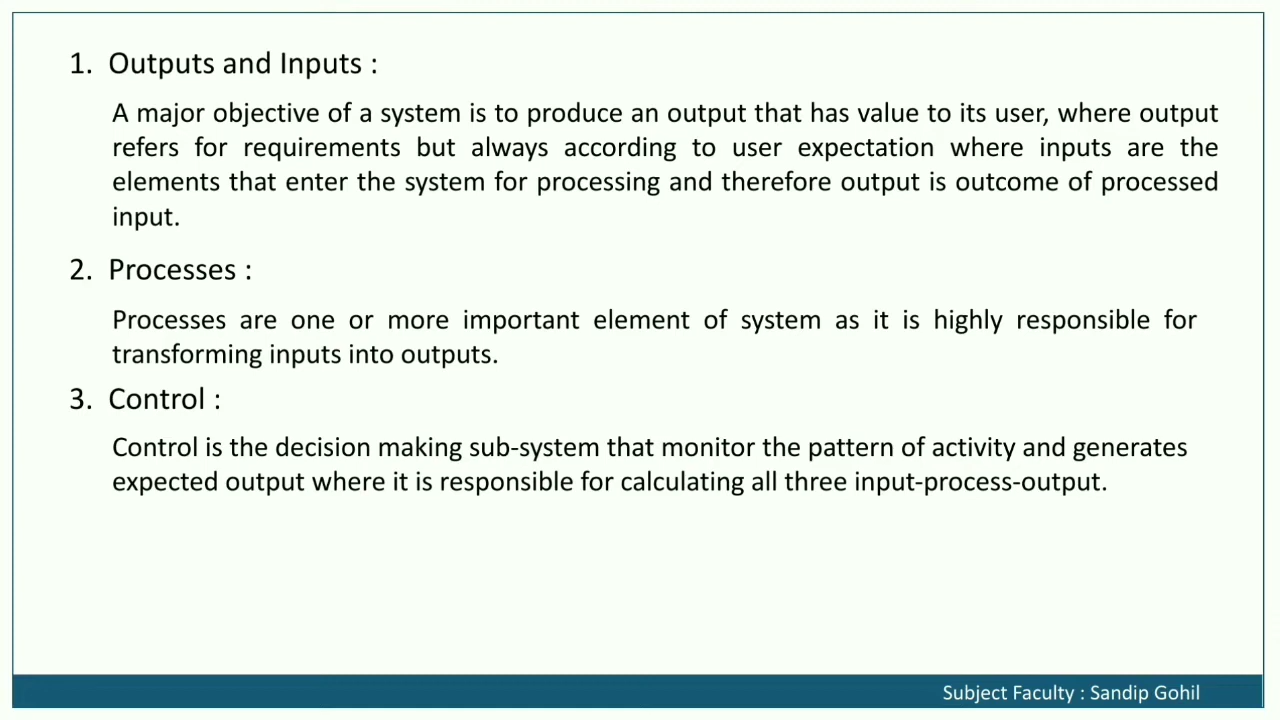 1. Outputs and Inputs :
A major objective of a system is to produce an output that has value to its user, where output
refers for requirements but always according to user expectation where inputs are the
elements that enter the system for processing and therefore output is outcome of processed
input.
2. Processes :
Processes are one or more important element of system as it is highly responsible for
transforming inputs into outputs.
3. Control :
Control is the decision making sub-system that monitor the pattern of activity and generates
expected output where it is responsible for calculating all three input-process-output.
Subject Faculty : Sandip Gohil